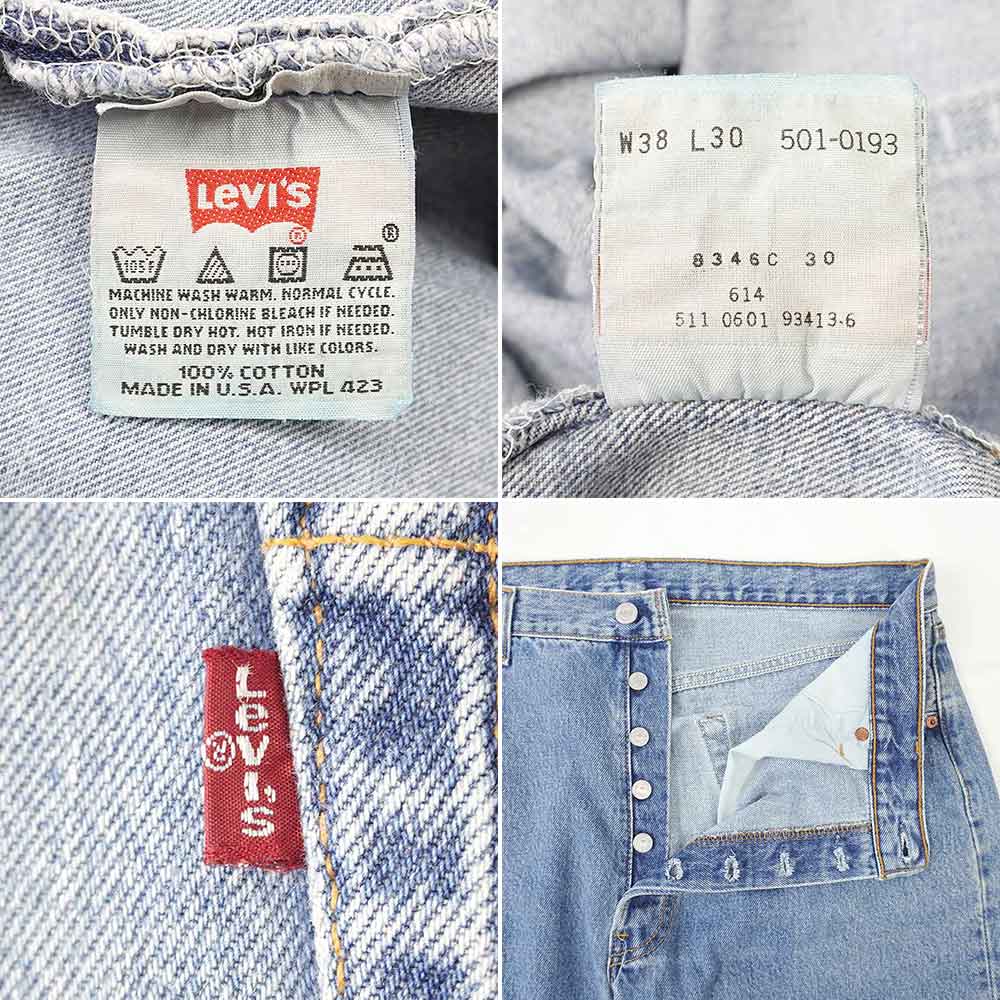 LEVI'S
®
105F
®
MACHINE WASH WARM. NORMAL CYCLE.
ONLY NON-CHLORINE BLEACH IF NEEDED.
TUMBLE DRY HOT. HOT IRON IF NEEDED.
WASH AND DRY WITH LIKE COLORS.
100% COTTON
MADE IN U.S.A. WPL 423
W38 L30 501-0193
8346C 30
614
511 0601 93413-6
Levi's
®